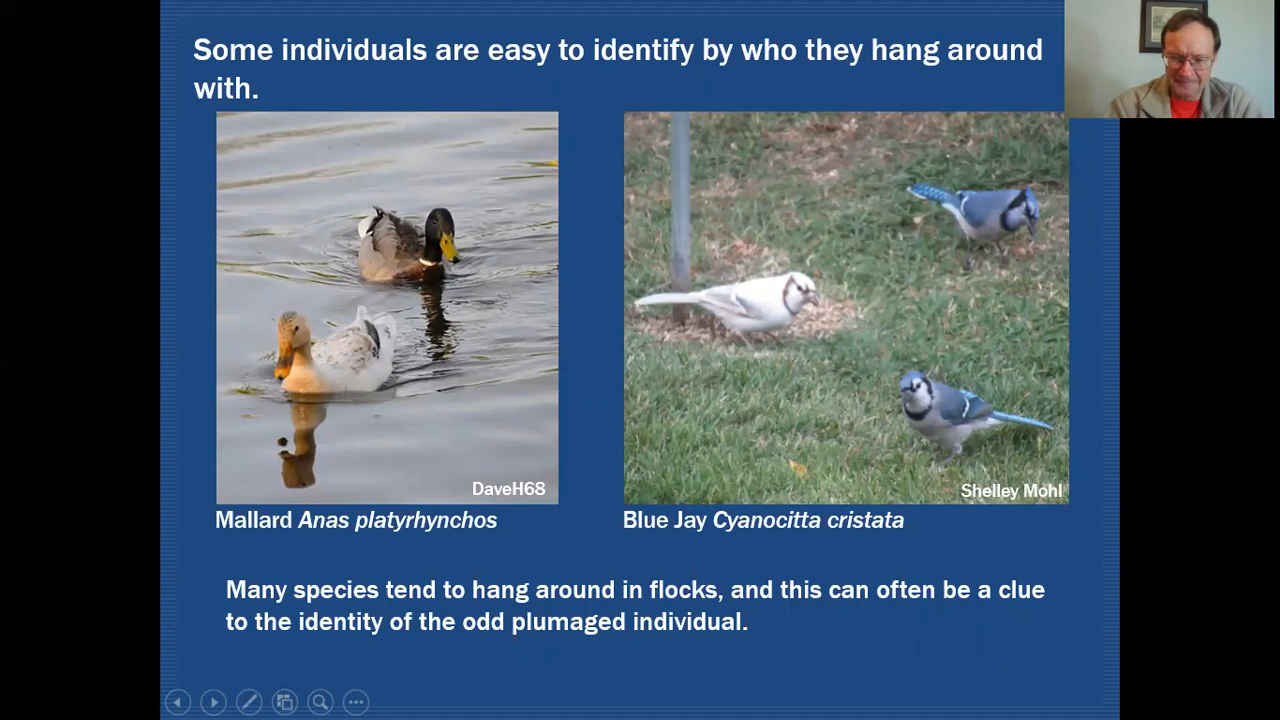 Some individuals are easy to identify by who they hang around
with.
DaveH68
Shelley Mohl
Mallard Anas platyrhynchos
Blue Jay Cyanocitta cristata
Many species tend to hang around in flocks, and this can often be a clue
to the identity of the odd plumaged individual.